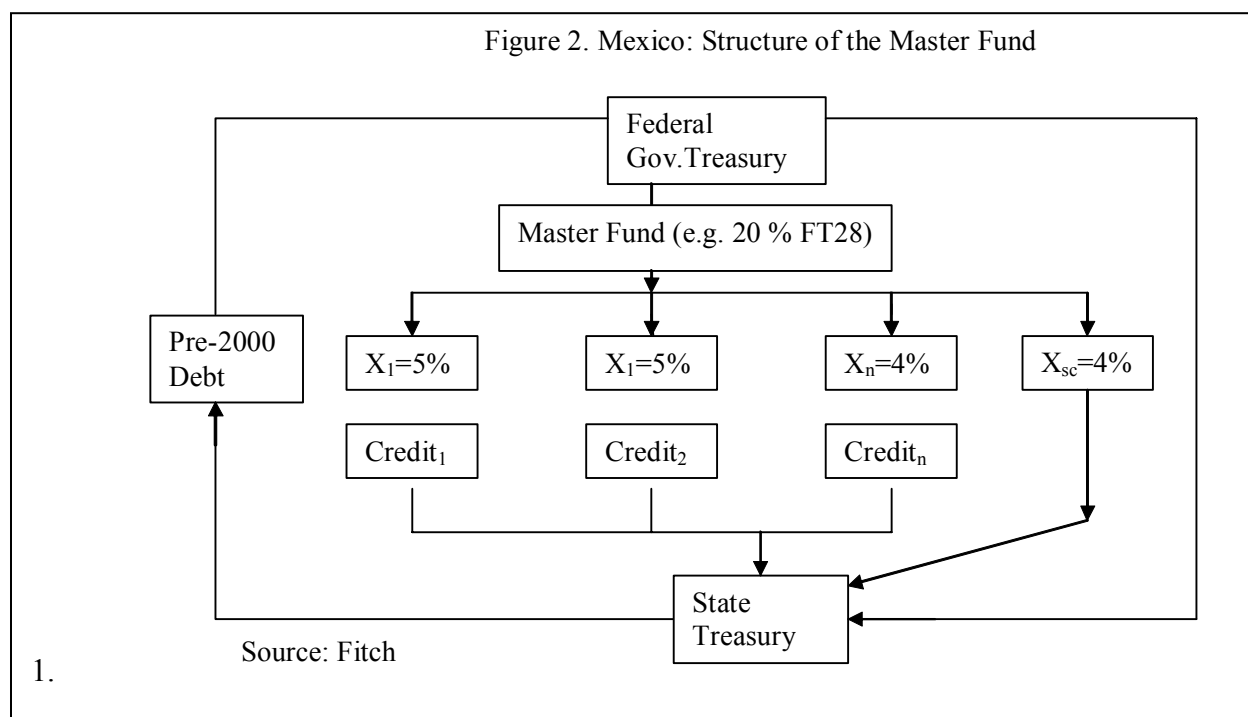 Figure 2. Mexico: Structure of the Master Fund
Federal
Gov.Treasury
Master Fund (e.g. 20 % FT28)
Pre-2000
Debt
X₁=5%
X₁=5%
Xₙ=4%
Xsc=4%
Credit₁
Credit₂
Creditₙ
State
Treasury
Source: Fitch
1.